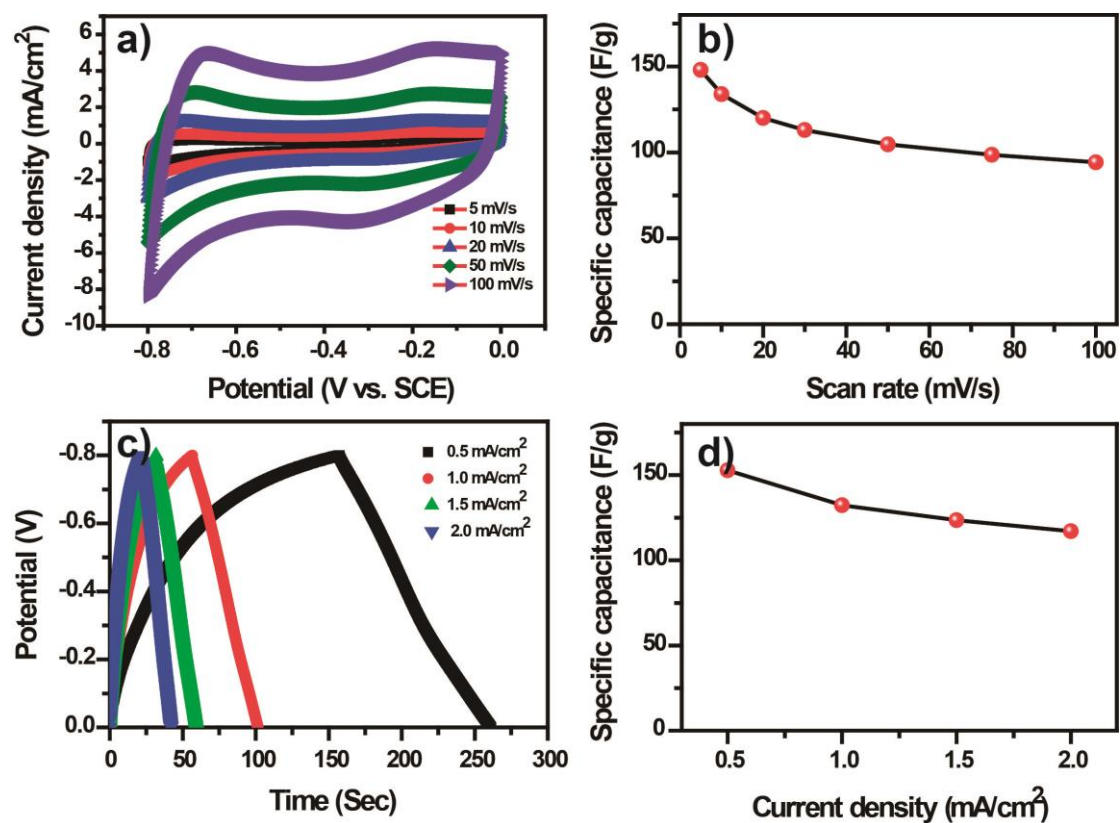 a)
Current density (mA/cm²)
6
4
2
0
-2
-4
-6
-8
-10
-0.8
-0.6
-0.4
-0.2
0.0
Potential (V vs. SCE)
5 mV/s
10 mV/s
20 mV/s
50 mV/s
100 mV/s
b)
Specific capacitance (F/g)
150
100
50
0
0
20
40
60
80
100
Scan rate (mV/s)
c)
Potential (V)
-0.8
-0.6
-0.4
-0.2
0.0
0
50
100
150
200
250
300
Time (Sec)
0.5 mA/cm²
1.0 mA/cm²
1.5 mA/cm²
2.0 mA/cm²
d)
Specific capacitance (F/g)
150
100
50
0
0.5
1.0
1.5
2.0
Current density (mA/cm²)